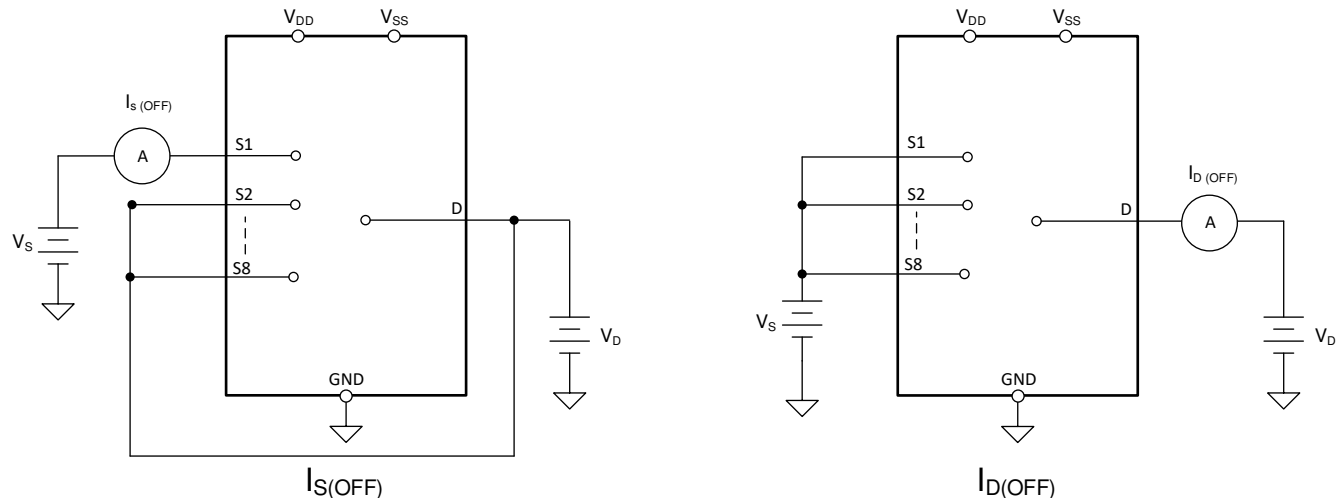 VDD
VSS
Is (OFF)
A
S1
S2
S8
D
VS
VD
GND
IS(OFF)
VDD
VSS
S1
S2
S8
D
ID (OFF)
A
VS
VD
GND
ID(OFF)